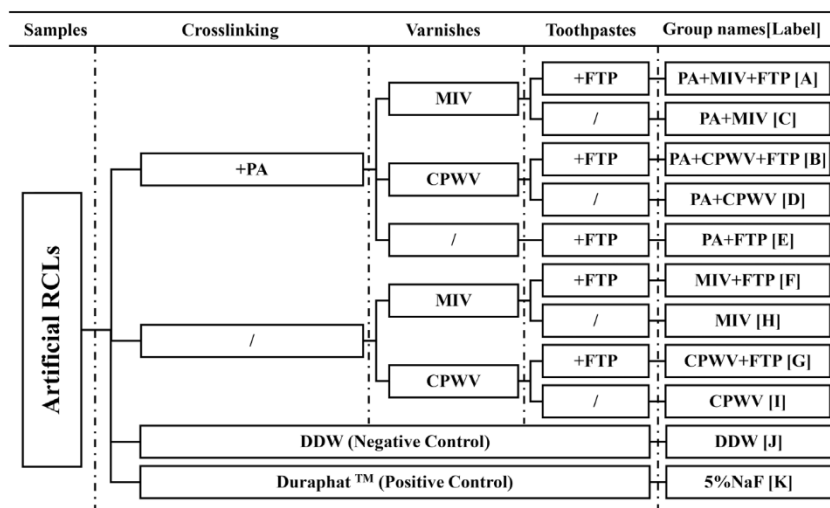 Samples Crosslinking Varnishes Toothpastes Group names[Label]
+FTP PA+MIV+FTP [A]
MIV
/ PA+MIV [C]
+FTP PA+CPWV+FTP [B]
+PA CPWV
/ PA+CPWV [D]
/ +FTP PA+FTP [E]
Artificial RCLs
+FTP MIV+FTP [F]
MIV
/ MIV [H]
/
+FTP CPWV+FTP [G]
CPWV
/ CPWV [I]
DDW (Negative Control) DDW [J]
Duraphat TM (Positive Control) 5%NaF [K]